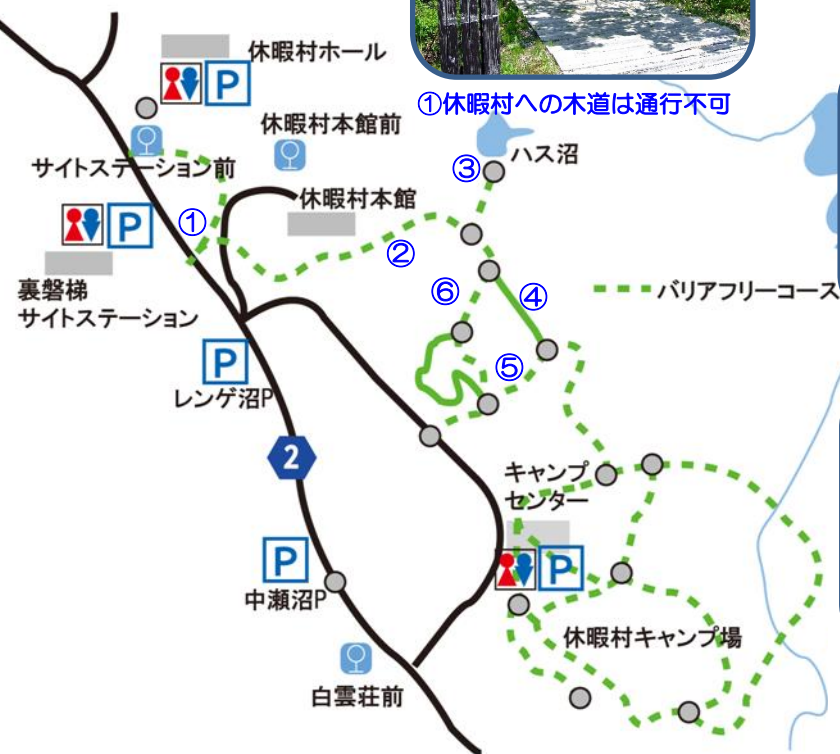 休暇村ホール
P
①休暇村への木道は通行不可
休暇村本館前
サイトステーション前
③
ハス沼
P
①
休暇村本館
②
裏磐梯
サイトステーション
⑥
④
バリアフリーコース
P
レンゲ沼P
⑤
2
キャンプ
センター
P
P
中瀬沼P
休暇村キャンプ場
白雲荘前